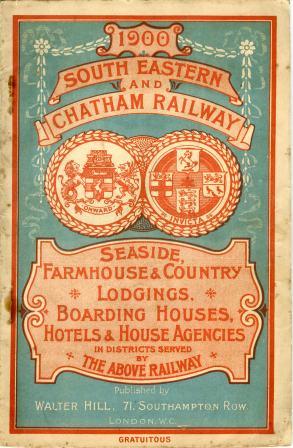 1900
SOUTH EASTERN
AND
CHATHAM RAILWAY
ONWARD
INVICTA
SEASIDE,
FARMHOUSE & COUNTRY
LODGINGS,
BOARDING HOUSES,
HOTELS & HOUSE AGENCIES
IN DISTRICTS SERVED
BY
THE ABOVE RAILWAY
Published by
WALTER HILL, 71, SOUTHAMPTON ROW
LONDON, W.C.
GRATUITOUS